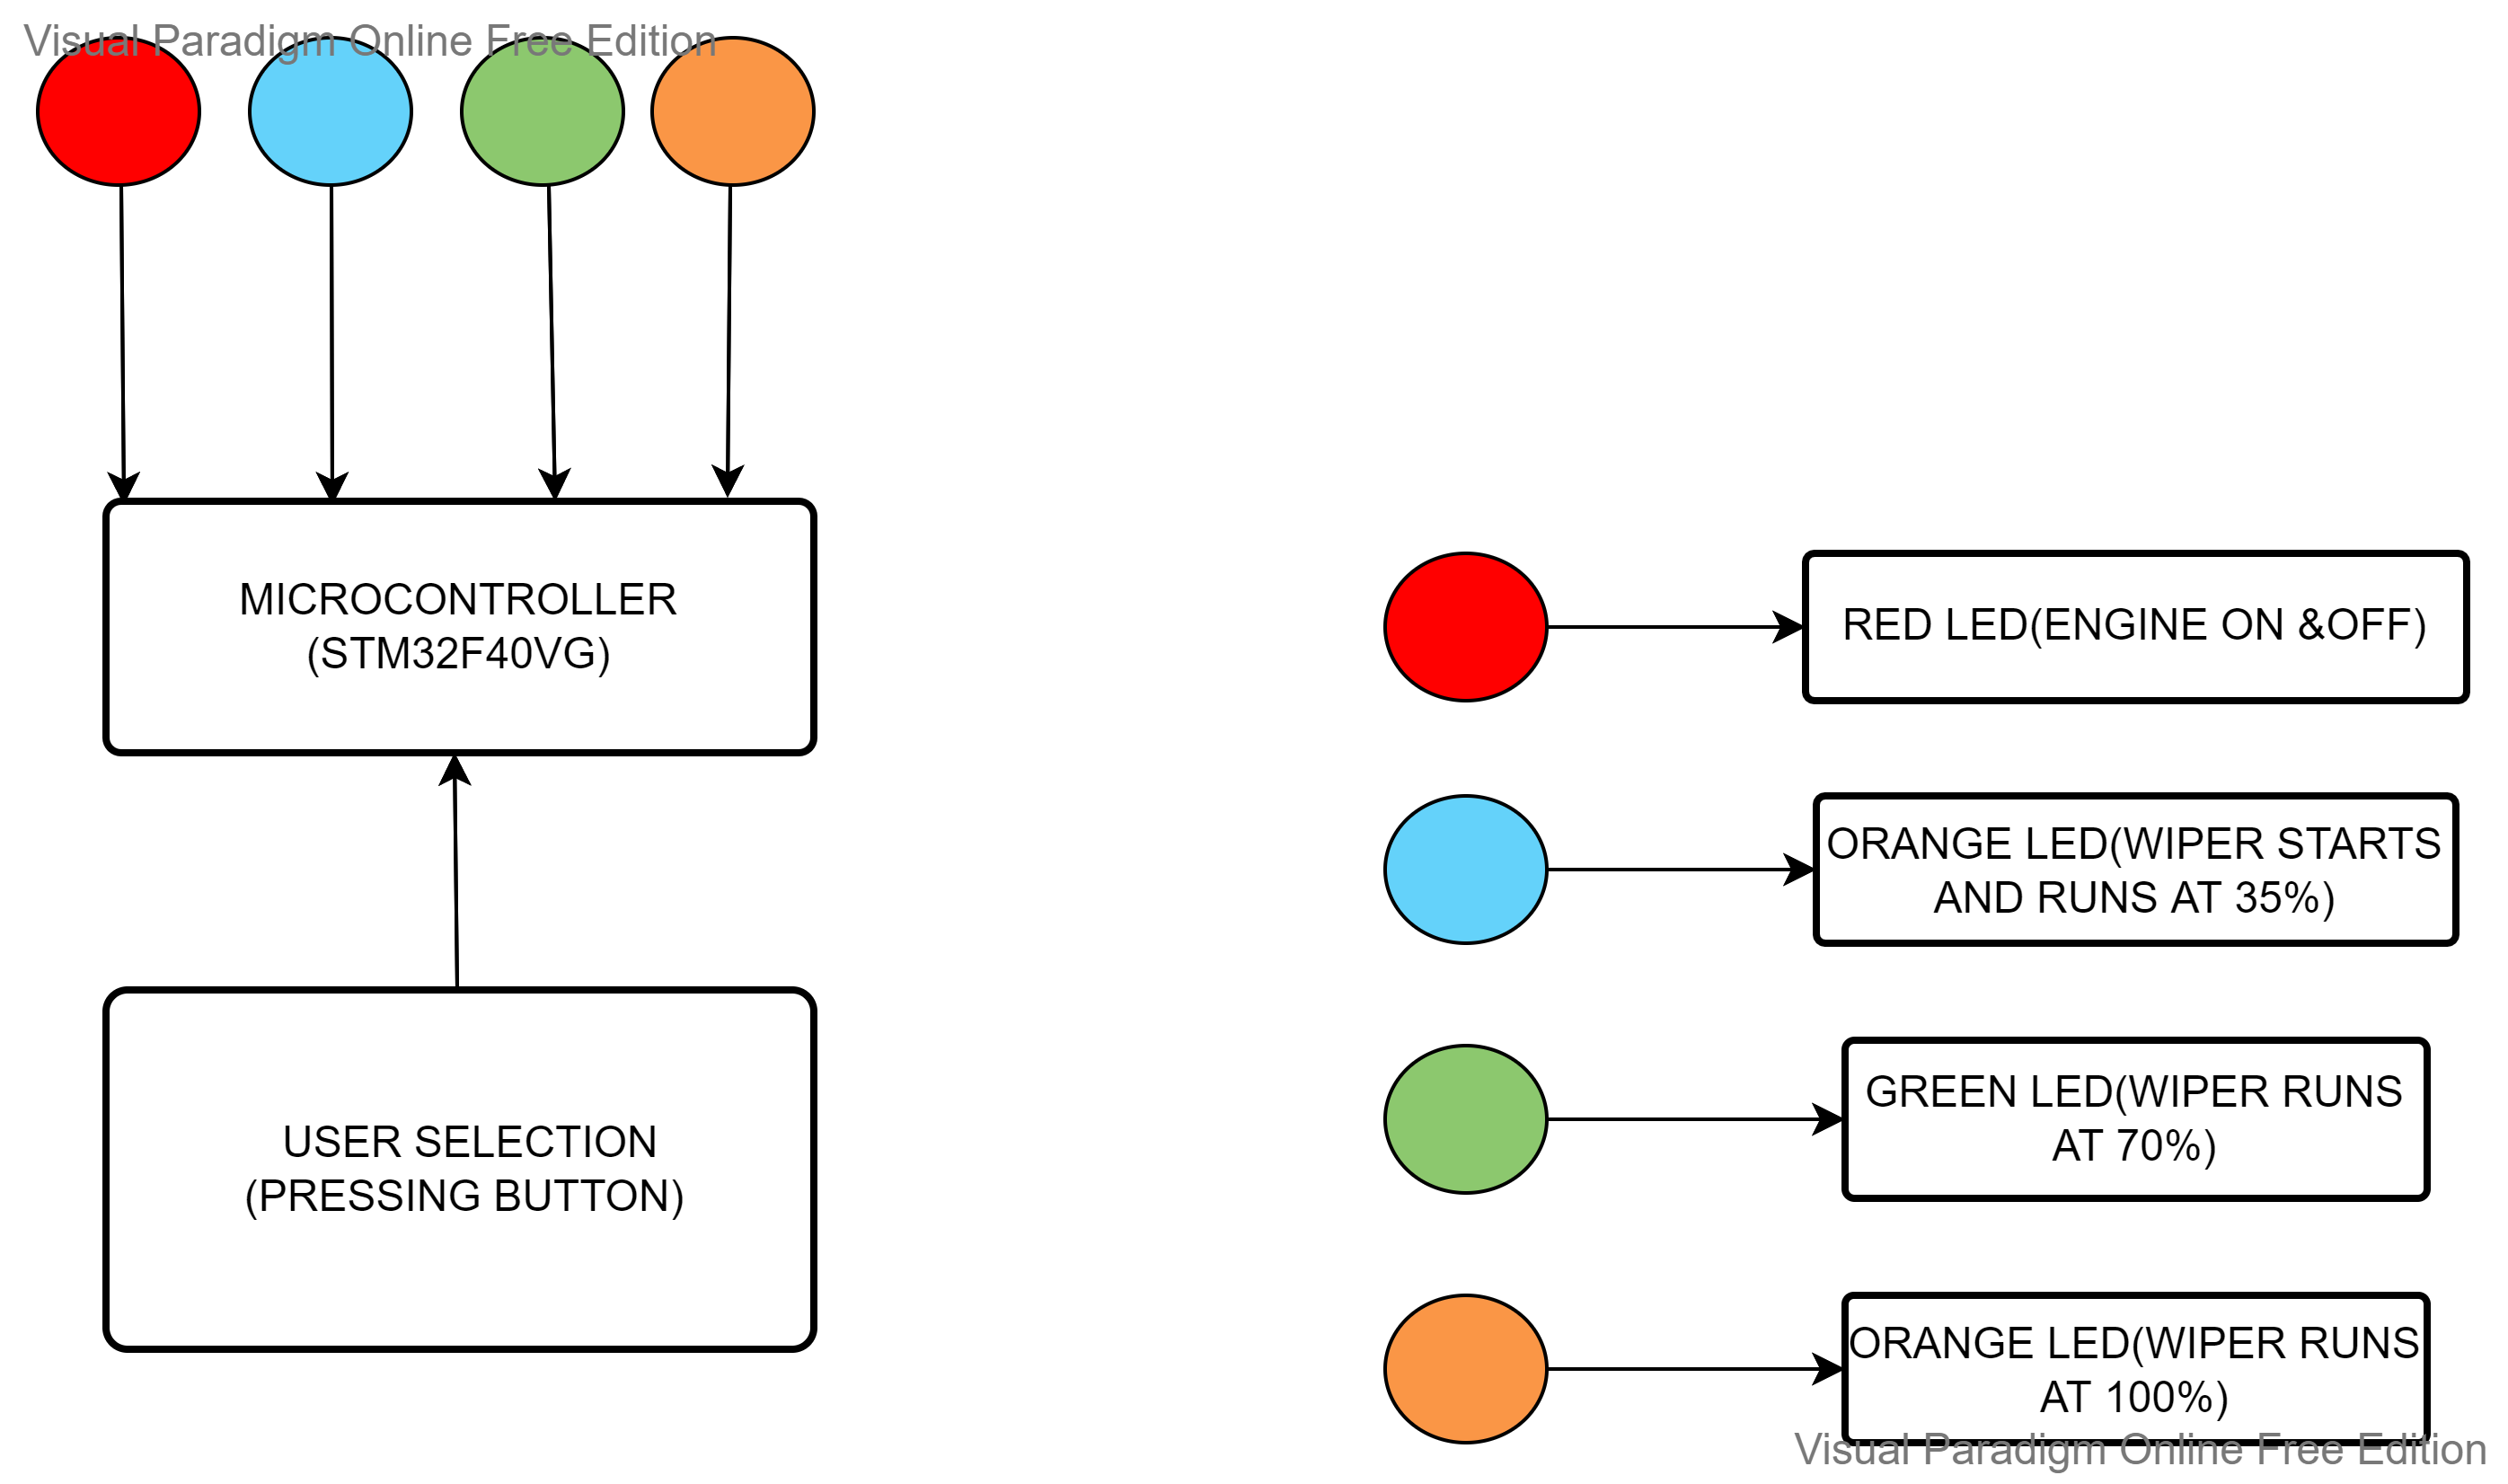 Visual Paradigm Online Free Edition
MICROCONTROLLER
(STM32F40VG)
USER SELECTION
(PRESSING BUTTON)
RED LED(ENGINE ON &OFF)
ORANGE LED(WIPER STARTS
AND RUNS AT 35%)
GREEN LED(WIPER RUNS
AT 70%)
ORANGE LED(WIPER RUNS
AT 100%)
Visual Paradigm Online Free Edition